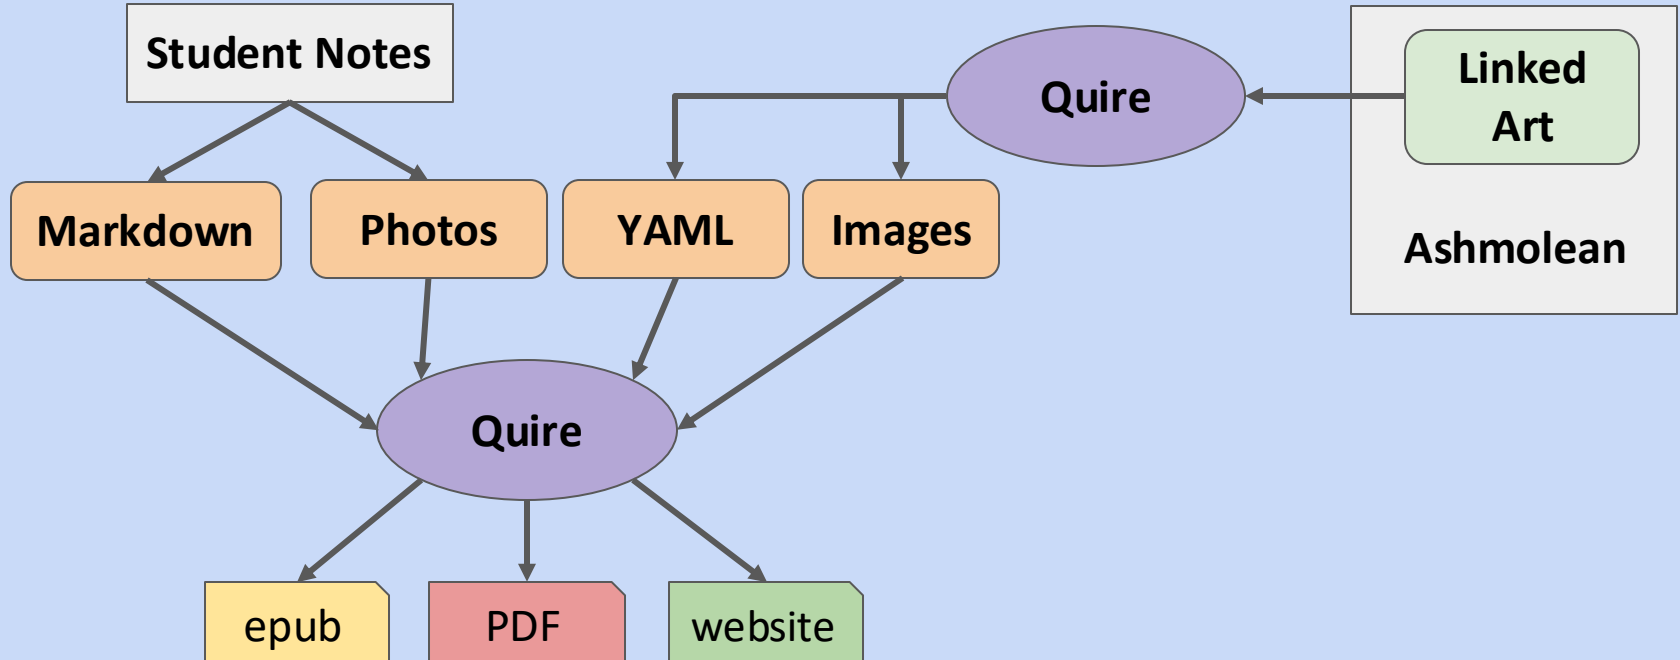 Student Notes
Quire
Linked
Art
Markdown
Photos
YAML
Images
Ashmolean
Quire
epub
PDF
website